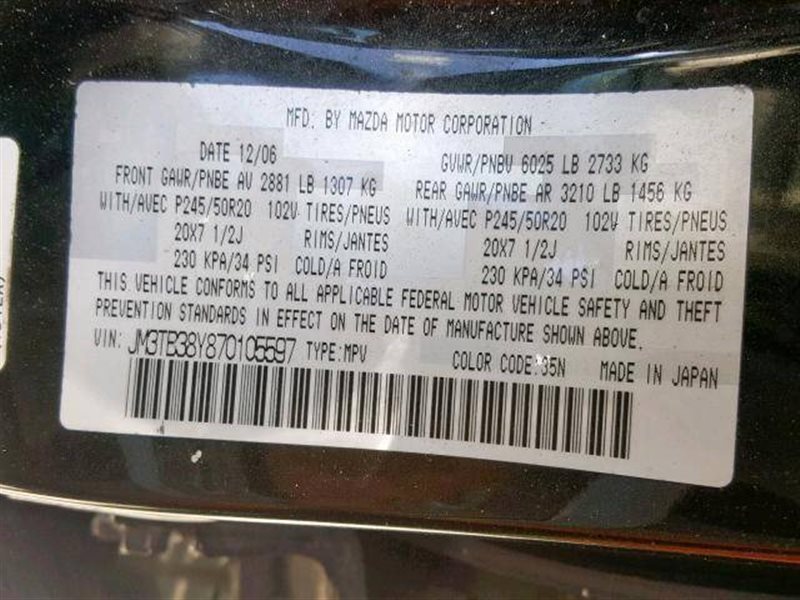 MFD. BY MAZDA MOTOR CORPORATION
DATE 12/06 GVWR/PNBV 6025 LB 2733 KG
FRONT GAWR/PNBE AV 2881 LB 1307 KG REAR GAWR/PNBE AR 3210 LB 1456 KG
WITH/AVEC P245/50R20 102V TIRES/PNEUS WITH/AVEC P245/50R20 102V TIRES/PNEUS
20X7 1/2J RIMS/JANTES 20X7 1/2J RIMS/JANTES
230 KPA/34 PSI COLD/A FROID 230 KPA/34 PSI COLD/A FROID
THIS VEHICLE CONFORMS TO ALL APPLICABLE FEDERAL MOTOR VEHICLE SAFETY AND THEFT
PREVENTION STANDARDS IN EFFECT ON THE DATE OF MANUFACTURE SHOWN ABOVE.
VIN: JM3TB38Y870105597 TYPE:MPV COLOR CODE:35N MADE IN JAPAN